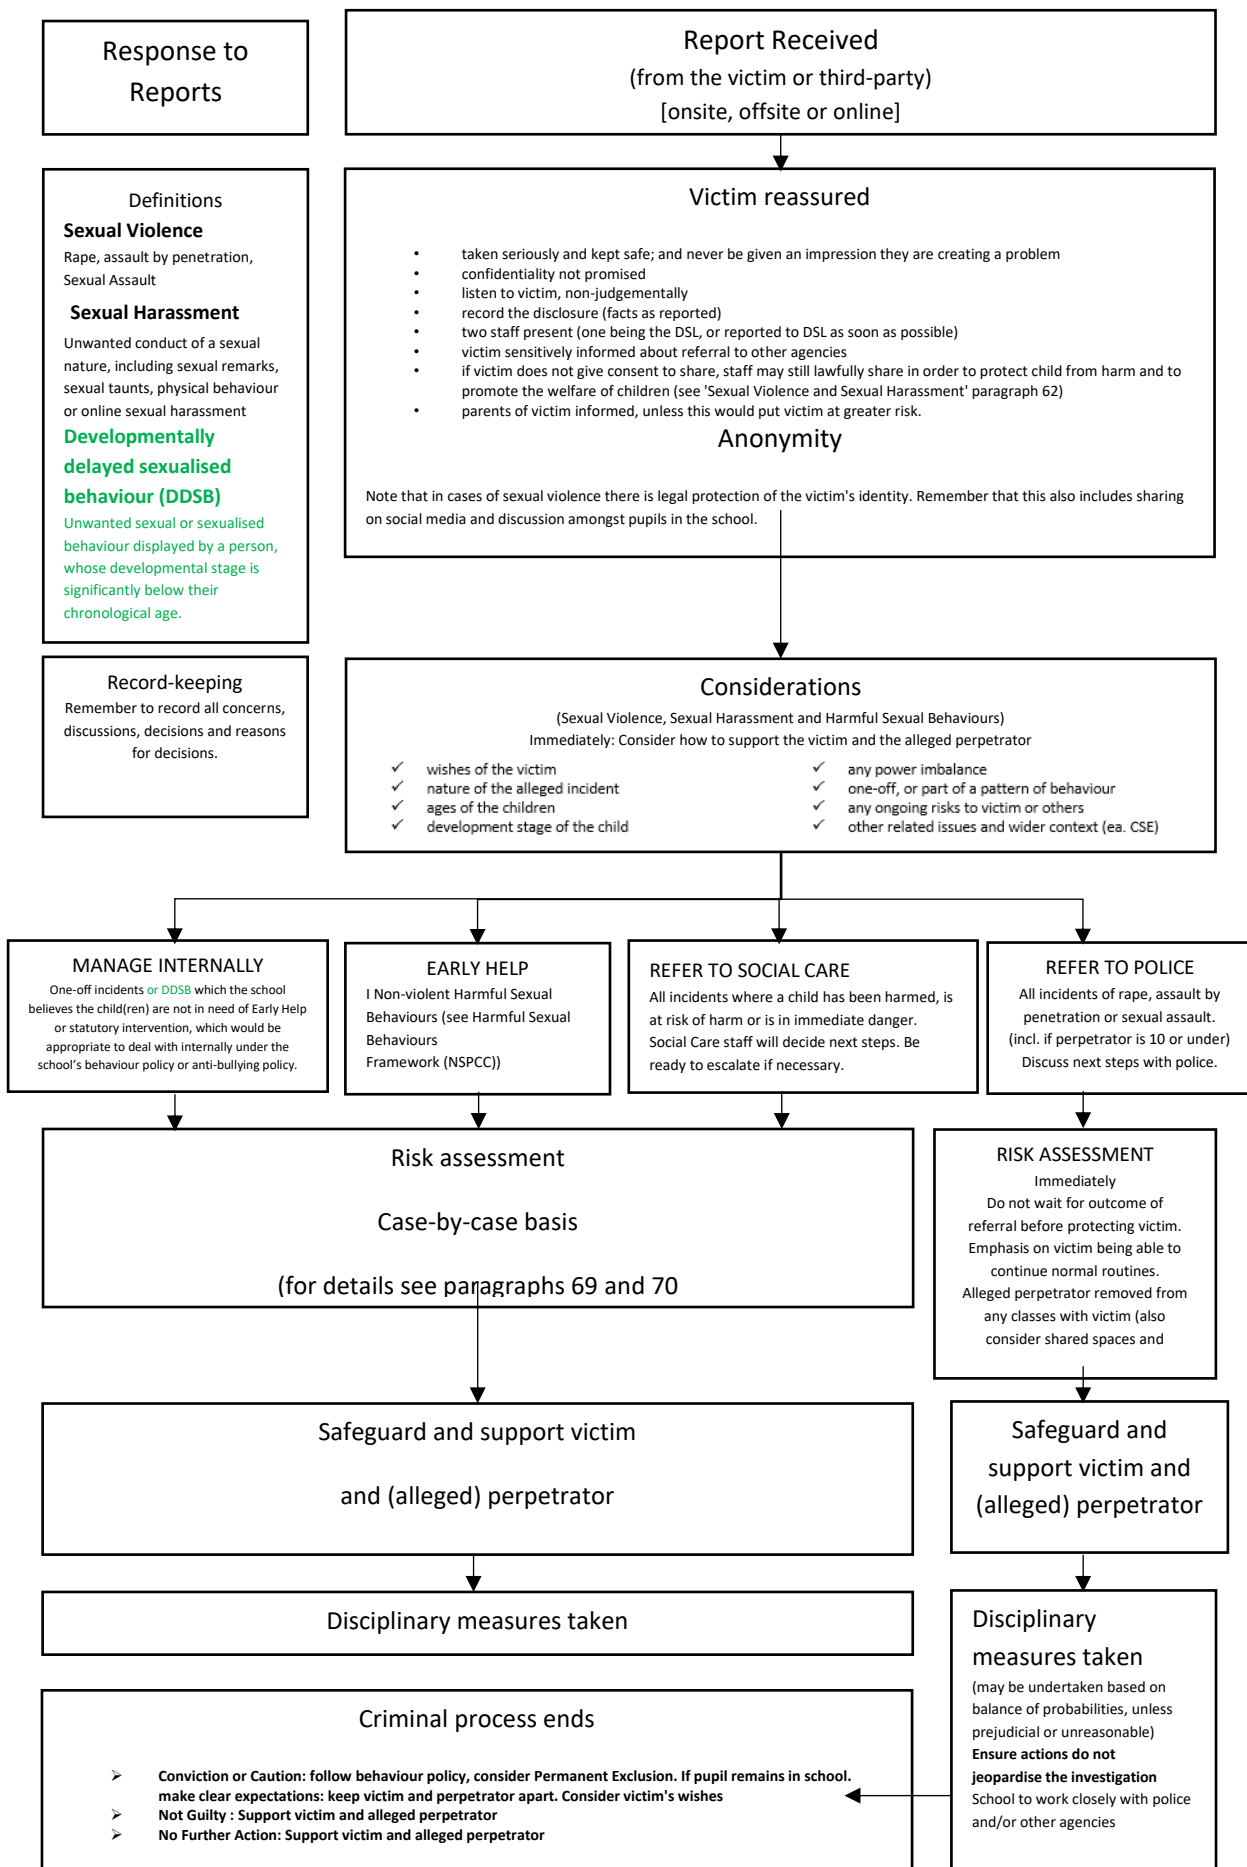 Response to
Reports
Report Received
(from the victim or third-party)
[onsite, offsite or online]
Definitions
Sexual Violence
Rape, assault by penetration,
Sexual Assault
Sexual Harassment
Unwanted conduct of a sexual
nature, including sexual remarks,
sexual taunts, physical behaviour
or online sexual harassment
Developmentally
delayed sexualised
behaviour (DDSB)
Unwanted sexual or sexualised
behaviour displayed by a person,
whose developmental stage is
significantly below their
chronological age.
Victim reassured
• taken seriously and kept safe; and never be given an impression they are creating a problem
• confidentiality not promised
• listen to victim, non-judgementally
• record the disclosure (facts as reported)
• two staff present (one being the DSL, or reported to DSL as soon as possible)
• victim sensitively informed about referral to other agencies
• if victim does not give consent to share, staff may still lawfully share in order to protect child from harm and to
promote the welfare of children (see 'Sexual Violence and Sexual Harassment' paragraph 62)
• parents of victim informed, unless this would put victim at greater risk.
Anonymity
Note that in cases of sexual violence there is legal protection of the victim's identity. Remember that this also includes sharing
on social media and discussion amongst pupils in the school.
Record-keeping
Remember to record all concerns,
discussions, decisions and reasons
for decisions.
Considerations
(Sexual Violence, Sexual Harassment and Harmful Sexual Behaviours)
Immediately: Consider how to support the victim and the alleged perpetrator
✓ wishes of the victim
✓ nature of the alleged incident
✓ ages of the children
✓ development stage of the child
✓ any power imbalance
✓ one-off, or part of a pattern of behaviour
✓ any ongoing risks to victim or others
✓ other related issues and wider context (ea. CSE)
MANAGE INTERNALLY
One-off incidents or DDSB which the school
believes the child(ren) are not in need of Early Help
or statutory intervention, which would be
appropriate to deal with internally under the
school's behaviour policy or anti-bullying policy.
EARLY HELP
I Non-violent Harmful Sexual
Behaviours (see Harmful Sexual
Behaviours
Framework (NSPCC))
REFER TO SOCIAL CARE
All incidents where a child has been harmed, is
at risk of harm or is in immediate danger.
Social Care staff will decide next steps. Be
ready to escalate if necessary.
REFER TO POLICE
All incidents of rape, assault by
penetration or sexual assault.
(incl. if perpetrator is 10 or under)
Discuss next steps with police.
Risk assessment
Case-by-case basis
(for details see paragraphs 69 and 70
RISK ASSESSMENT
Immediately
Do not wait for outcome of
referral before protecting victim.
Emphasis on victim being able to
continue normal routines.
Alleged perpetrator removed from
any classes with victim (also
consider shared spaces and
Safeguard and support victim
and (alleged) perpetrator
Safeguard and
support victim and
(alleged) perpetrator
Disciplinary measures taken
Disciplinary
measures taken
(may be undertaken based on
balance of probabilities, unless
prejudicial or unreasonable)
Ensure actions do not
jeopardise the investigation
School to work closely with police
and/or other agencies
Criminal process ends
➢ Conviction or Caution: follow behaviour policy, consider Permanent Exclusion. If pupil remains in school.
make clear expectations: keep victim and perpetrator apart. Consider victim's wishes
➢ Not Guilty : Support victim and alleged perpetrator
➢ No Further Action: Support victim and alleged perpetrator